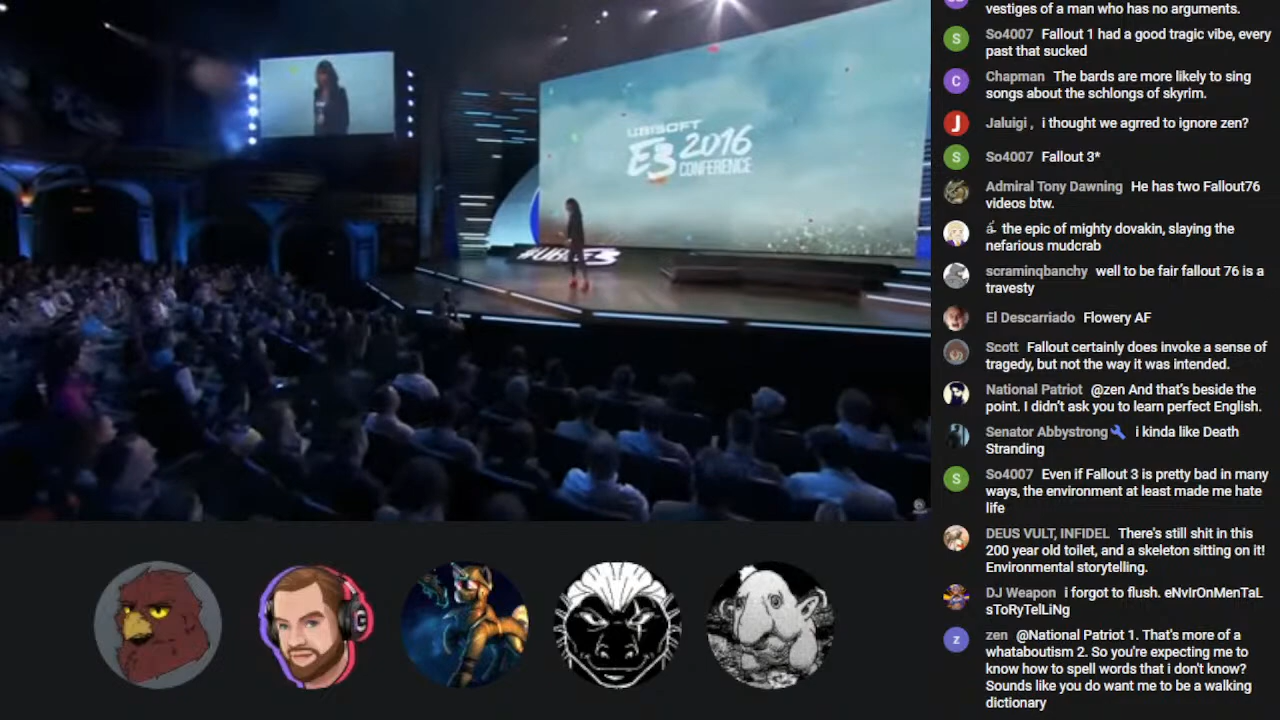 UBISOFT
E3 2016
CONFERENCE
#UBIE3
vestiges of a man who has no arguments.
So4007 Fallout 1 had a good tragic vibe, every
past that sucked
Chapman The bards are more likely to sing
songs about the schlongs of skyrim.
Jaluigi , i thought we agrred to ignore zen?
So4007 Fallout 3*
Admiral Tony Dawning He has two Fallout76
videos btw.
the epic of mighty dovakin, slaying the
nefarious mudcrab
scraminqbanchy well to be fair fallout 76 is a
travesty
El Descarriado Flowery AF
Scott Fallout certainly does invoke a sense of
tragedy, but not the way it was intended.
National Patriot @zen And that's beside the
point. I didn't ask you to learn perfect English.
Senator Abbystrong i kinda like Death
Stranding
So4007 Even if Fallout 3 is pretty bad in many
ways, the environment at least made me hate
life
DEUS VULT, INFIDEL There's still shit in this
200 year old toilet, and a skeleton sitting on it!
Environmental storytelling.
DJ Weapon i forgot to flush. eNvIrOnMenTaL
sToRyTelLiNg
zen @National Patriot 1. That's more of a
whataboutism 2. So you're expecting me to
know how to spell words that i don't know?
Sounds like you do want me to be a walking
dictionary